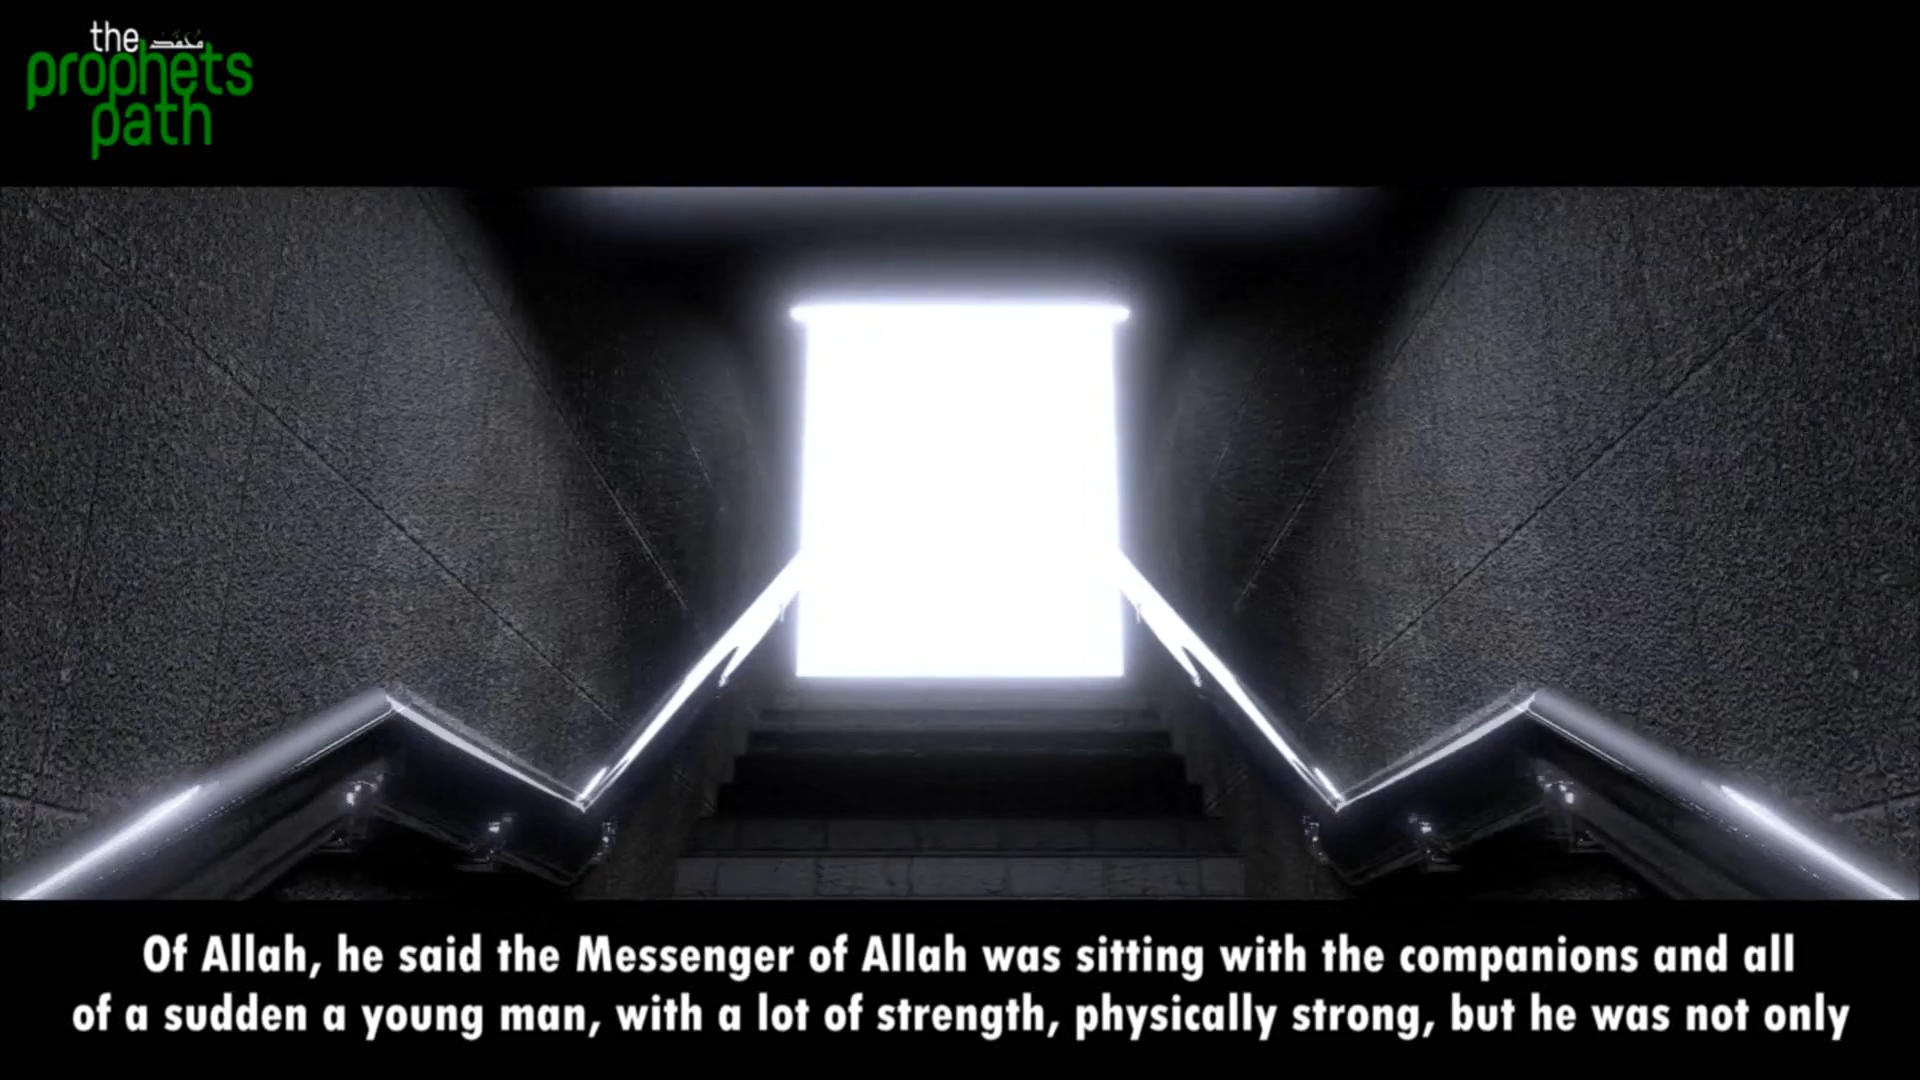 the محمد
prophets
path
Of Allah, he said the Messenger of Allah was sitting with the companions and all
of a sudden a young man, with a lot of strength, physically strong, but he was not only